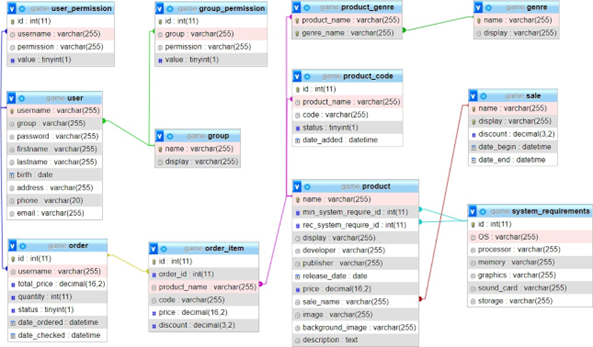 game user_permission
id : int(11)
username : varchar(255)
permission : varchar(255)
value : tinyint(1)
game group_permission
id : int(11)
group : varchar(255)
permission : varchar(255)
value : tinyint(1)
game product_genre
product_name : varchar(255)
genre_name : varchar(255)
game genre
name : varchar(255)
display : varchar(255)
game product_code
id : int(11)
product_name : varchar(255)
code : varchar(255)
status : tinyint(1)
date_added : datetime
game user
username : varchar(255)
group : varchar(255)
password : varchar(255)
firstname : varchar(255)
lastname : varchar(255)
birth : date
address : varchar(255)
phone : varchar(20)
email : varchar(255)
game group
name : varchar(255)
display : varchar(255)
game sale
name : varchar(255)
display : varchar(255)
discount : decimal(3,2)
date_begin : datetime
date_end : datetime
game product
name : varchar(255)
min_system_require_id : int(11)
rec_system_require_id : int(11)
display : varchar(255)
developer : varchar(255)
publisher : varchar(255)
release_date : date
price : decimal(16,2)
sale_name : varchar(255)
image : varchar(255)
background_image : varchar(255)
description : text
game system_requirements
id : int(11)
OS : varchar(255)
processor : varchar(255)
memory : varchar(255)
graphics : varchar(255)
sound_card : varchar(255)
storage : varchar(255)
game order
id : int(11)
username : varchar(255)
total_price : decimal(16,2)
quantity : int(11)
status : tinyint(1)
date_ordered : datetime
date_checked : datetime
game order_item
id : int(11)
order_id : int(11)
product_name : varchar(255)
code : varchar(255)
price : decimal(16,2)
discount : decimal(3,2)